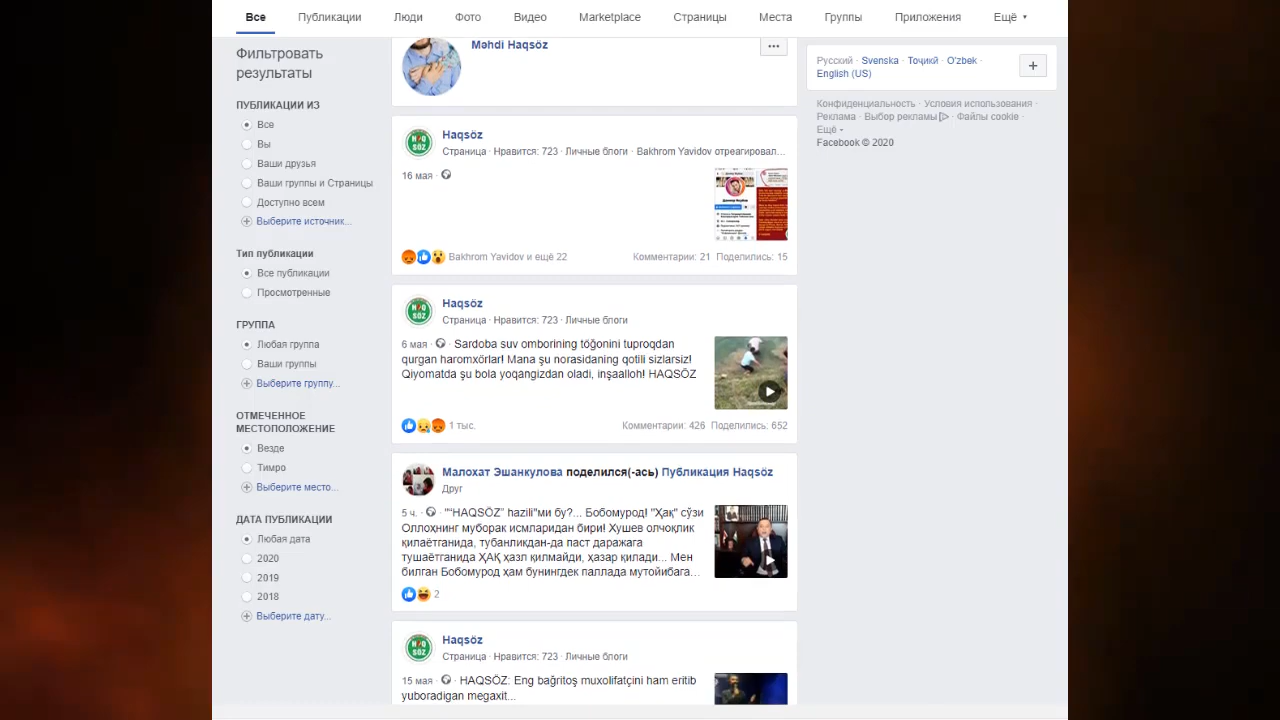 Все Публикации Люди Фото Видео Marketplace Страницы Места Группы Приложения Ещё
Фильтровать
результаты
ПУБЛИКАЦИИ ИЗ
Все
Вы
Ваши друзья
Ваши группы и Страницы
Доступно всем
Выберите источник...
Тип публикации
Все публикации
Просмотренные
ГРУППА
Любая группа
Ваши группы
Выберите группу...
ОТМЕЧЕННОЕ
МЕСТОПОЛОЖЕНИЕ
Везде
Тимро
Выберите место...
ДАТА ПУБЛИКАЦИИ
Любая дата
2020
2019
2018
Выберите дату...
Məhdi Haqsöz
Haqsöz
Страница · Нравится: 723 · Личные блоги · Bakhrom Yavidov отреагировал...
16 мая ·
Bakhrom Yavidov и ещё 22
Комментарии: 21 Поделились: 15
HAQ
SÖZ
Haqsöz
Страница · Нравится: 723 · Личные блоги
6 мая · · Sardoba suv omborining tóğonini tuproqdan
qurgan haromxórlar! Mana şu norasidaning qotili sizlarsiz!
Qiyomatda şu bola yoqangizdan oladi, inşaalloh! HAQSÖZ
1 тыс.
Комментарии: 426 Поделились: 652
Малохат Эшанкулова поделился(-ась) Публикация Haqsöz
Друг
5 ч. · · "“HAQSÖZ” hazili"ми бу?... Бобомурод! "Ҳақ" сўзи
Оллоҳнинг муборак исмларидан бири! Хушев олчоқлик
қилаётганида, тубанликдан-да паст даражага
тушаётганида ҲАҚ ҳазл қилмайди, ҳазар қилади... Мен
билган Бобомурод ҳам бунингдек паллада мутойибага...
2
HAQ
SÖZ
Haqsöz
Страница · Нравится: 723 · Личные блоги
15 мая · · HAQSÖZ: Eng bağritoş muxolifatçini ham eritib
yuboradigan megaxit...
Русский · Svenska · Тоҷикӣ · O'zbek ·
English (US)
Конфиденциальность · Условия использования ·
Реклама · Выбор рекламы · Файлы cookie ·
Ещё
Facebook © 2020